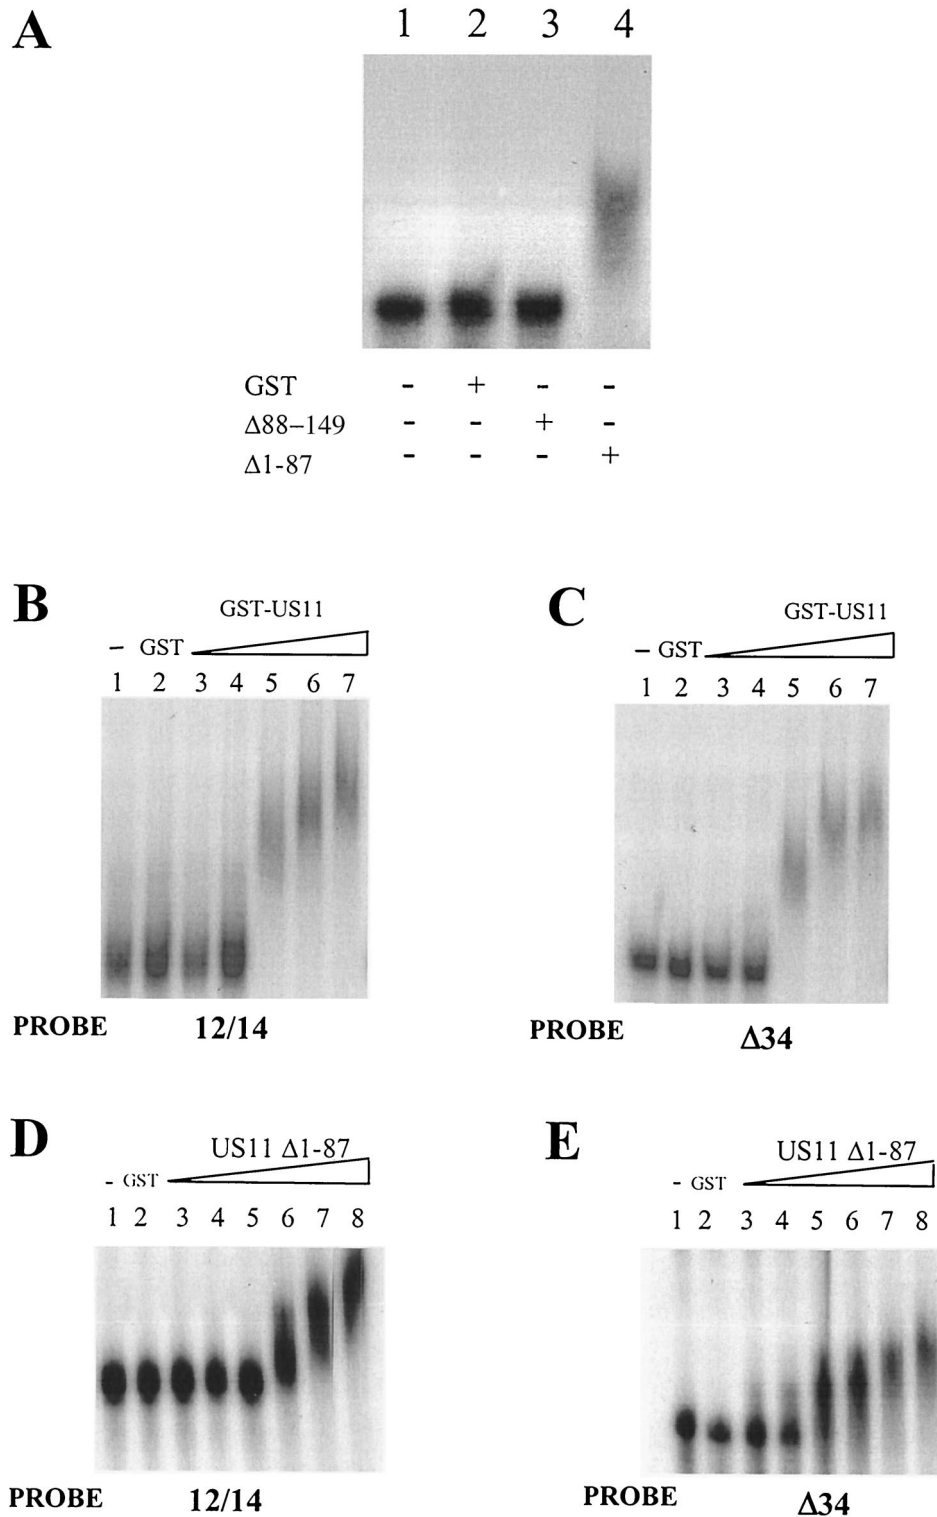 A
1 2 3 4
GST - + - -
Δ88–149 - - + -
Δ1-87 - - - +
B
GST-US11
– GST
1 2 3 4 5 6 7
PROBE 12/14
C
GST-US11
– GST
1 2 3 4 5 6 7
PROBE Δ34
D
US11 Δ1-87
- GST
1 2 3 4 5 6 7 8
PROBE 12/14
E
US11 Δ1-87
- GST
1 2 3 4 5 6 7 8
PROBE Δ34